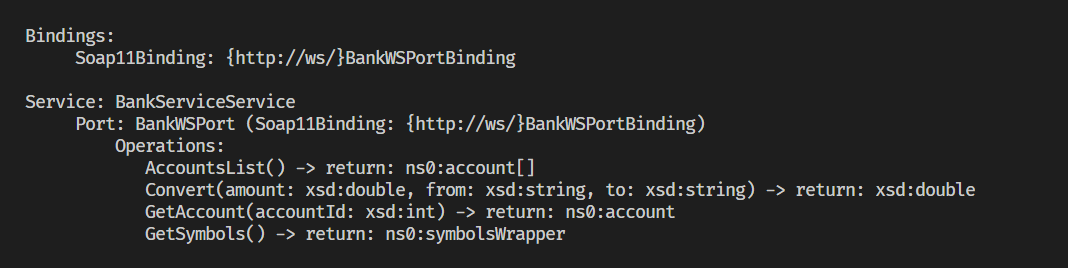 Bindings:
Soap11Binding: {http://ws/}BankWSPortBinding
Service: BankServiceService
Port: BankWSPort (Soap11Binding: {http://ws/}BankWSPortBinding)
Operations:
AccountsList() -> return: ns0:account[]
Convert(amount: xsd:double, from: xsd:string, to: xsd:string) -> return: xsd:double
GetAccount(accountId: xsd:int) -> return: ns0:account
GetSymbols() -> return: ns0:symbolsWrapper